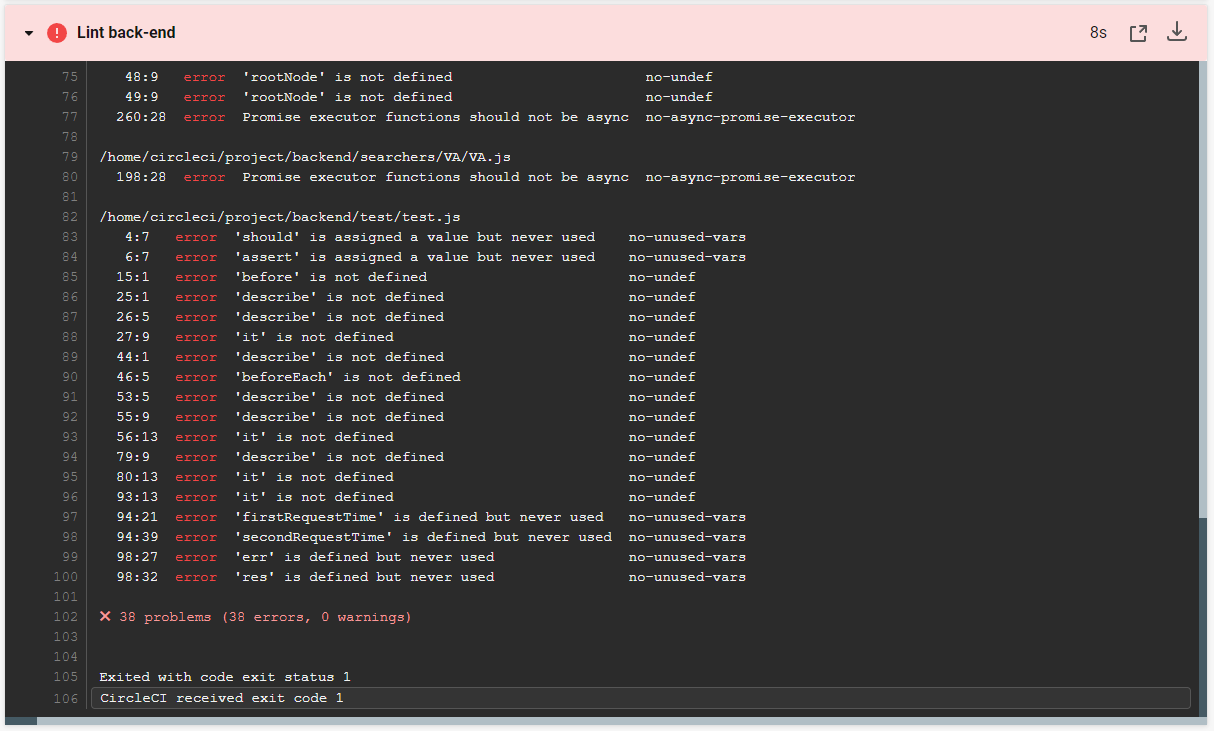 Lint back-end 8s
75 48:9 error 'rootNode' is not defined no-undef
76 49:9 error 'rootNode' is not defined no-undef
77 260:28 error Promise executor functions should not be async no-async-promise-executor
78
79 /home/circleci/project/backend/searchers/VA/VA.js
80 198:28 error Promise executor functions should not be async no-async-promise-executor
81
82 /home/circleci/project/backend/test/test.js
83 4:7 error 'should' is assigned a value but never used no-unused-vars
84 6:7 error 'assert' is assigned a value but never used no-unused-vars
85 15:1 error 'before' is not defined no-undef
86 25:1 error 'describe' is not defined no-undef
87 26:5 error 'describe' is not defined no-undef
88 27:9 error 'it' is not defined no-undef
89 44:1 error 'describe' is not defined no-undef
90 46:5 error 'beforeEach' is not defined no-undef
91 53:5 error 'describe' is not defined no-undef
92 55:9 error 'describe' is not defined no-undef
93 56:13 error 'it' is not defined no-undef
94 79:9 error 'describe' is not defined no-undef
95 80:13 error 'it' is not defined no-undef
96 93:13 error 'it' is not defined no-undef
97 94:21 error 'firstRequestTime' is defined but never used no-unused-vars
98 94:39 error 'secondRequestTime' is defined but never used no-unused-vars
99 98:27 error 'err' is defined but never used no-unused-vars
100 98:32 error 'res' is defined but never used no-unused-vars
101
102 ✕ 38 problems (38 errors, 0 warnings)
103
104
105 Exited with code exit status 1
106 CircleCI received exit code 1